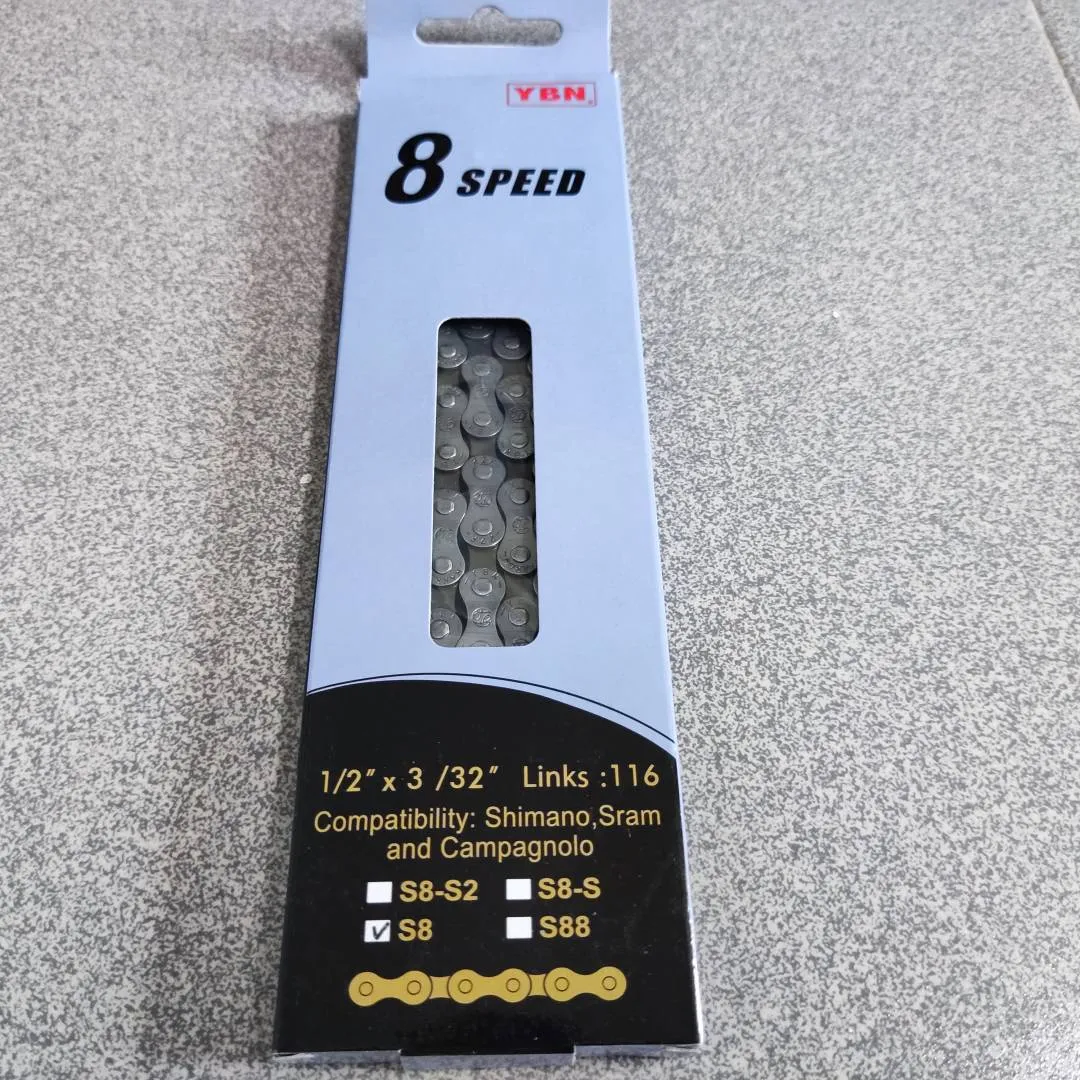 YBN
8 SPEED
1/2" x 3 /32" Links :116
Compatibility: Shimano,Sram
and Campagnolo
S8-S2 S8-S
S8 S88